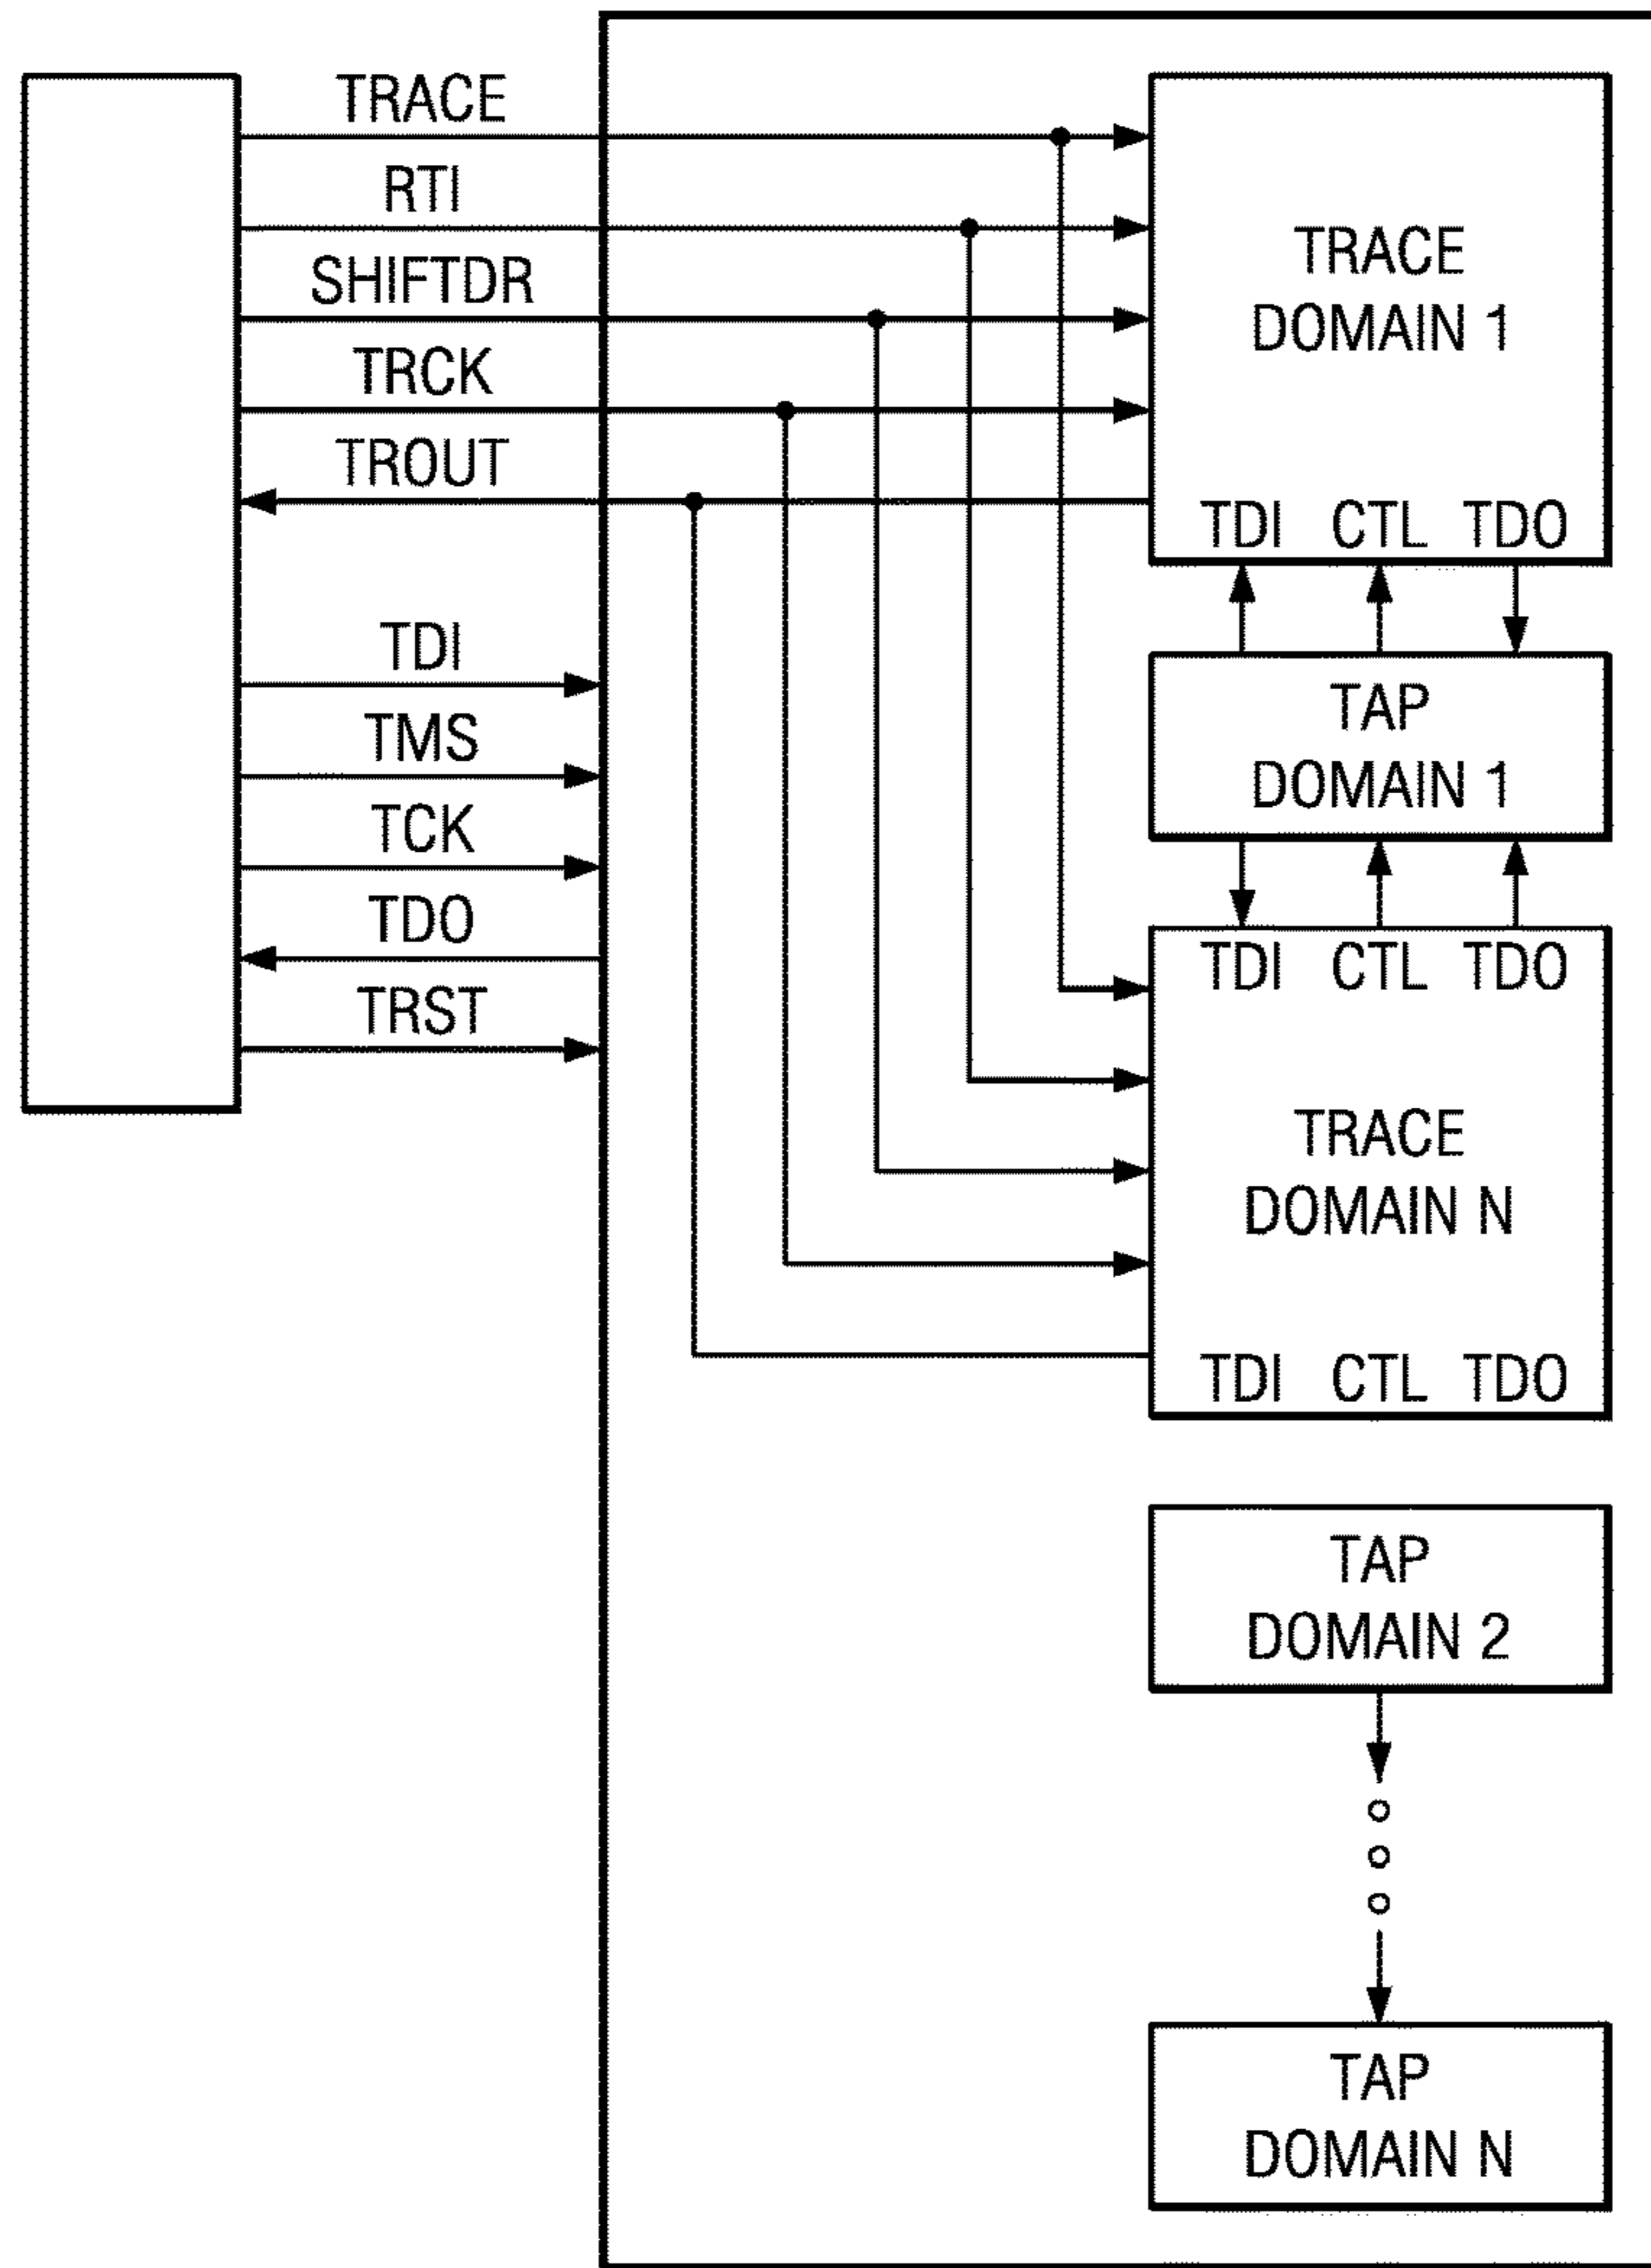 TRACE
RTI
SHIFTDR
TRCK
TROUT
TDI
TMS
TCK
TDO
TRST
TRACE
DOMAIN 1
TDI CTL TDO
TAP
DOMAIN 1
TDI CTL TDO
TRACE
DOMAIN N
TDI CTL TDO
TAP
DOMAIN 2
TAP
DOMAIN N